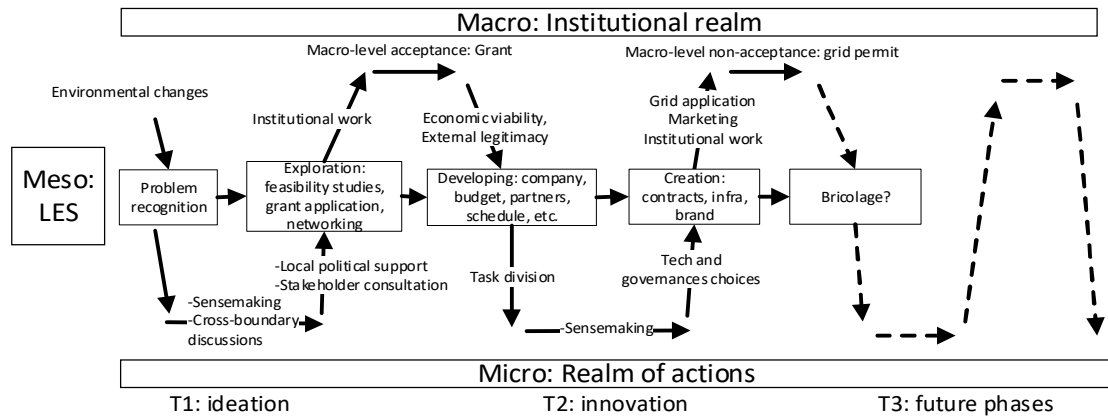 Macro: Institutional realm
Macro-level acceptance: Grant
Macro-level non-acceptance: grid permit
Environmental changes
Institutional work
Economic viability,
External legitimacy
Grid application
Marketing
Institutional work
Meso:
LES
Problem
recognition
Exploration:
feasibility studies,
grant application,
networking
Developing: company,
budget, partners,
schedule, etc.
Creation:
contracts, infra,
brand
Bricolage?
-Local political support
-Stakeholder consultation
Task division
Tech and
governances choices
-Sensemaking
-Cross-boundary
discussions
-Sensemaking
Micro: Realm of actions
T1: ideation
T2: innovation
T3: future phases